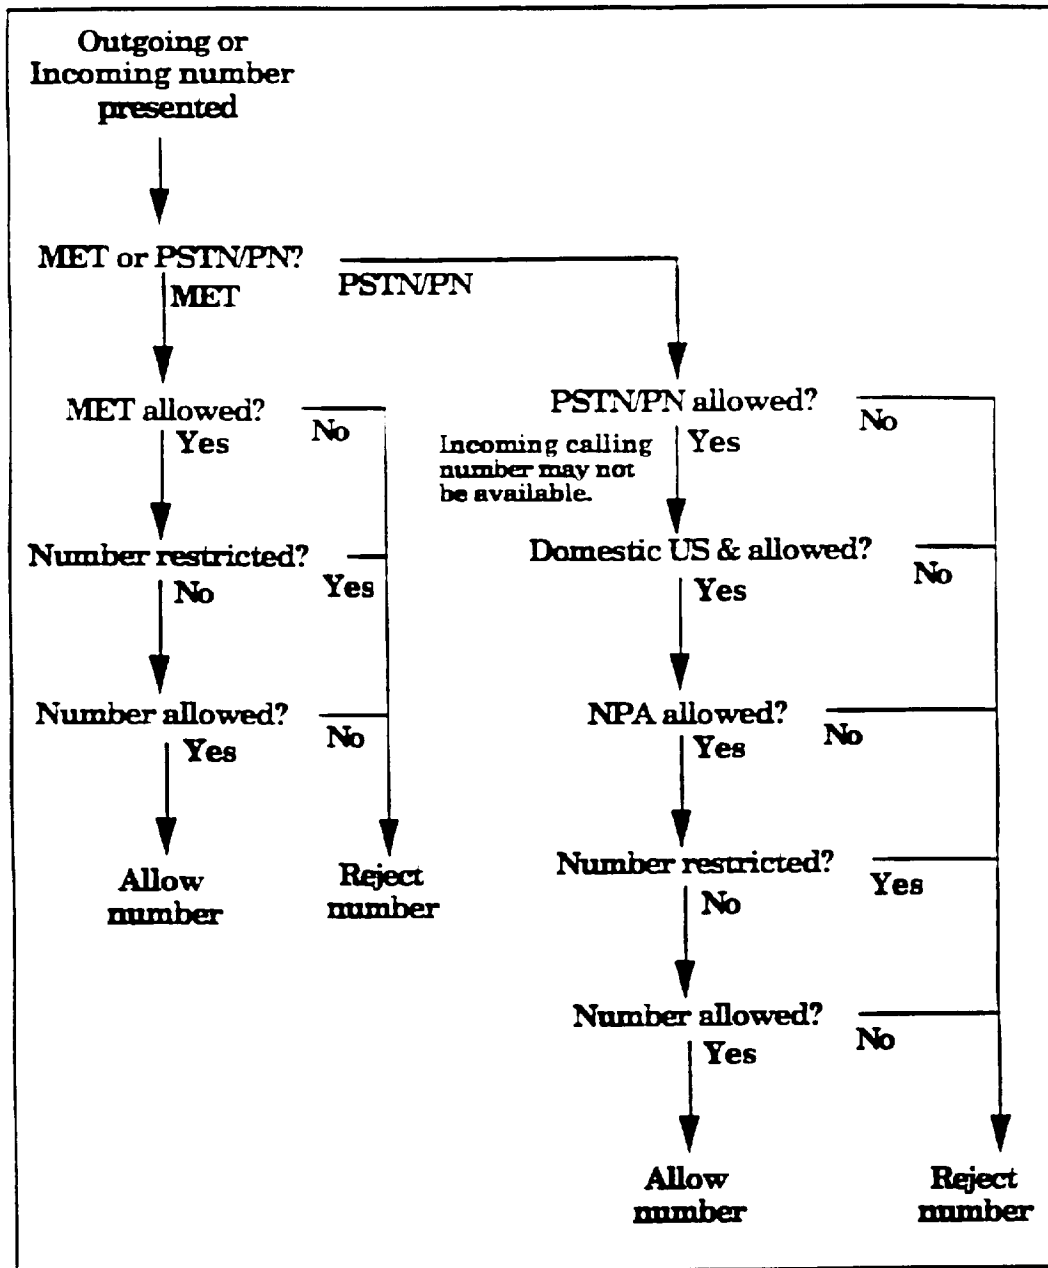 Outgoing or
Incoming number
presented
MET or PSTN/PN?
MET
PSTN/PN
MET allowed?
No
Yes
Number restricted?
Yes
No
Number allowed?
No
Yes
Allow
number
Reject
number
PSTN/PN allowed?
No
Yes
Incoming calling
number may not
be available.
Domestic US & allowed?
No
Yes
NPA allowed?
No
Yes
Number restricted?
Yes
No
Number allowed?
No
Yes
Allow
number
Reject
number